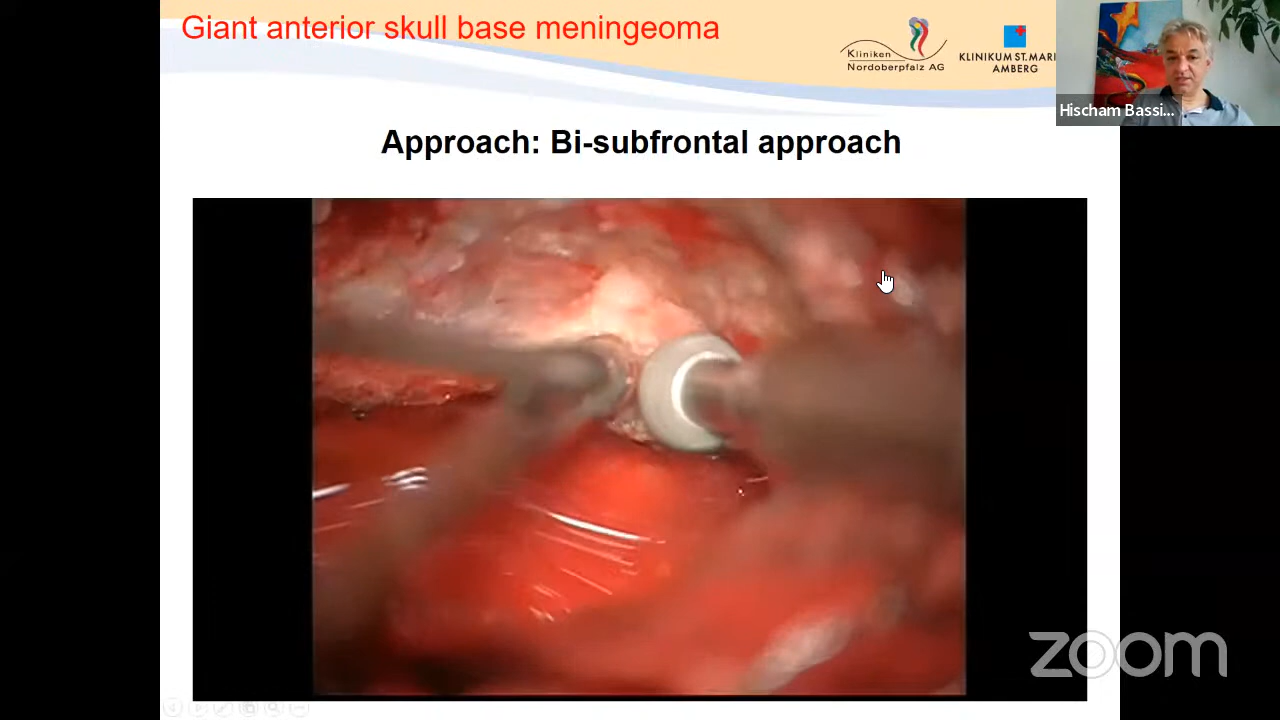 Giant anterior skull base meningeoma
Kliniken
Nordoberpfalz AG
KLINIKUM ST.MARI
AMBERG
Hischam Bassi...
Approach: Bi-subfrontal approach
zoom